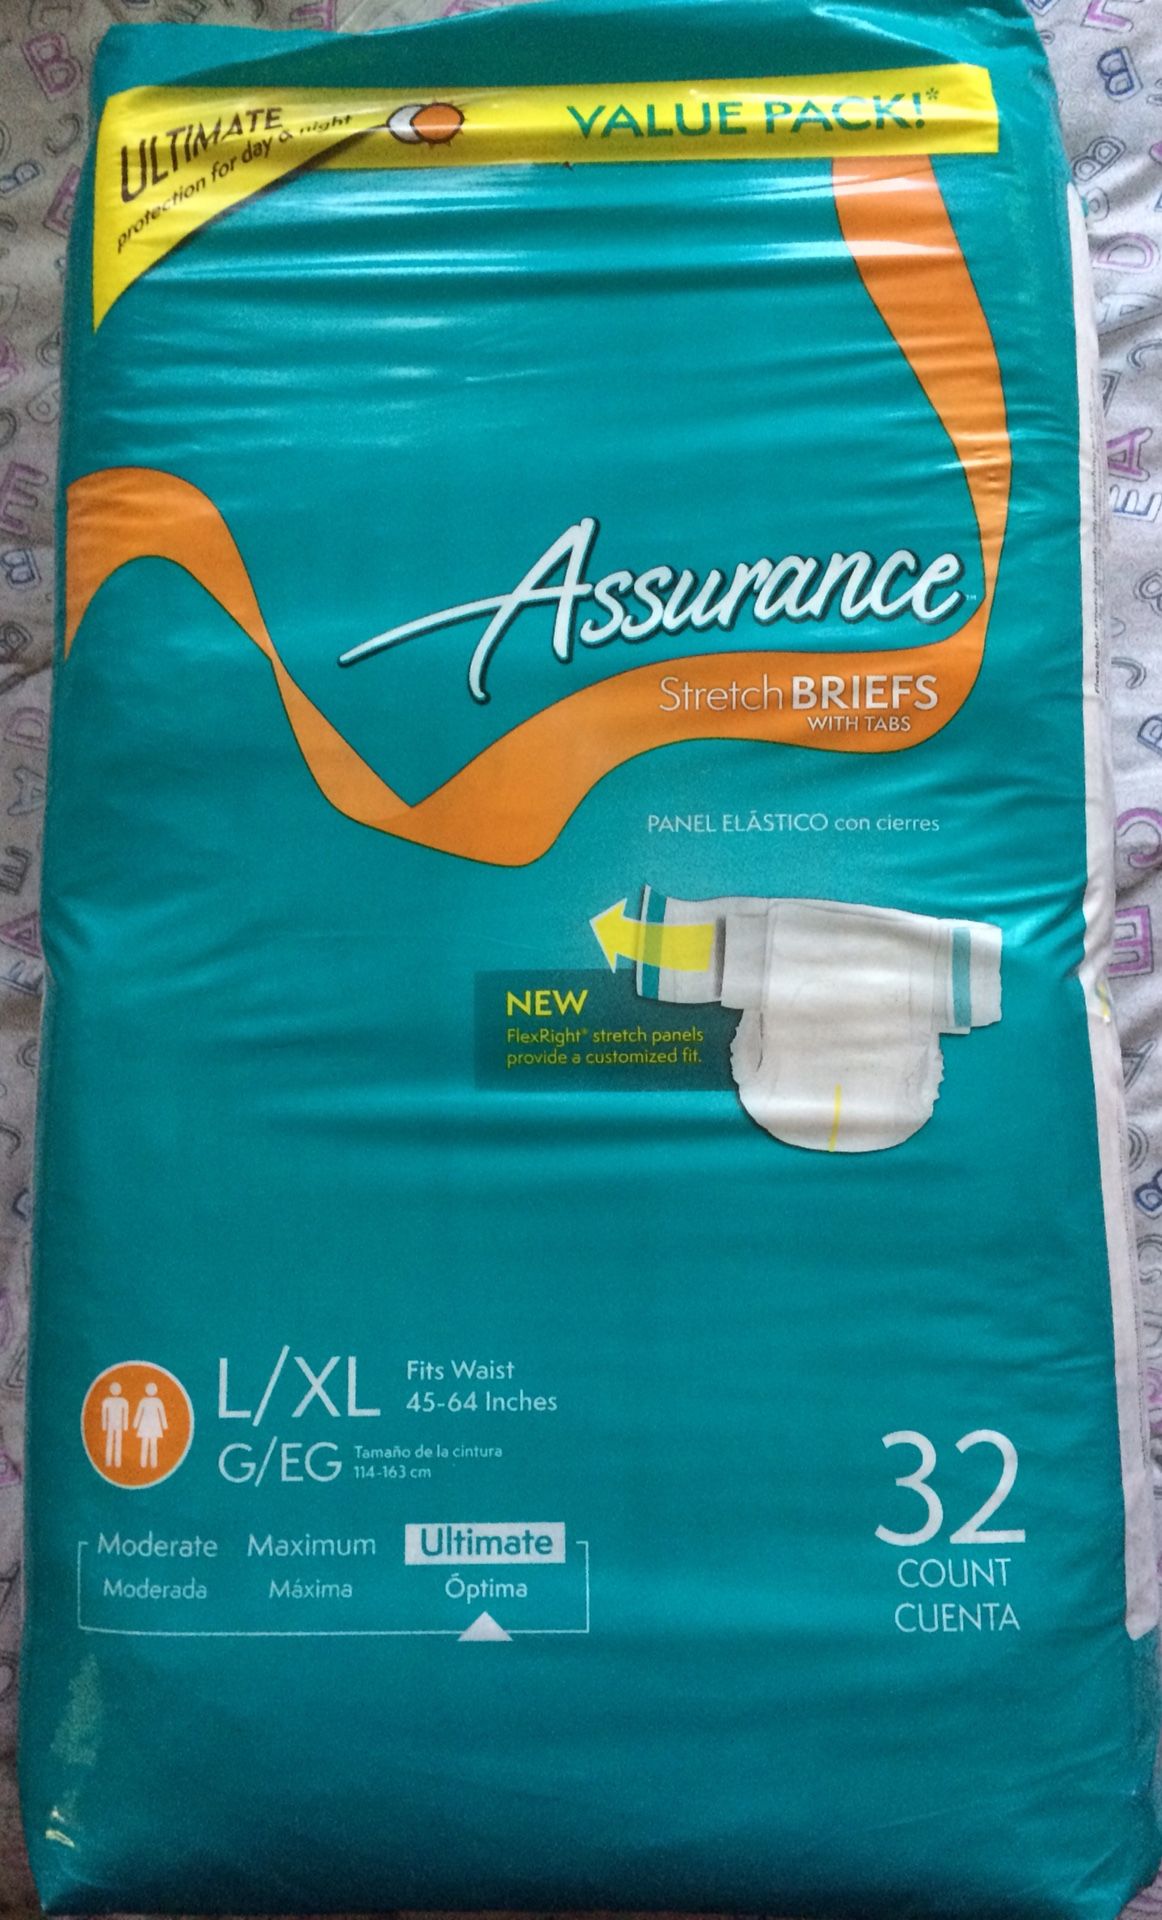 ULTIMATE
protection for day & night
VALUE PACK!*
Assurance™
Stretch BRIEFS
WITH TABS
PANEL ELÁSTICO con cierres
NEW
FlexRight® stretch panels
provide a customized fit.
L/XL
Fits Waist
45-64 Inches
G/EG
Tamaño de la cintura
114-163 cm
Moderate Maximum Ultimate
Moderada Máxima Óptima
32
COUNT
CUENTA